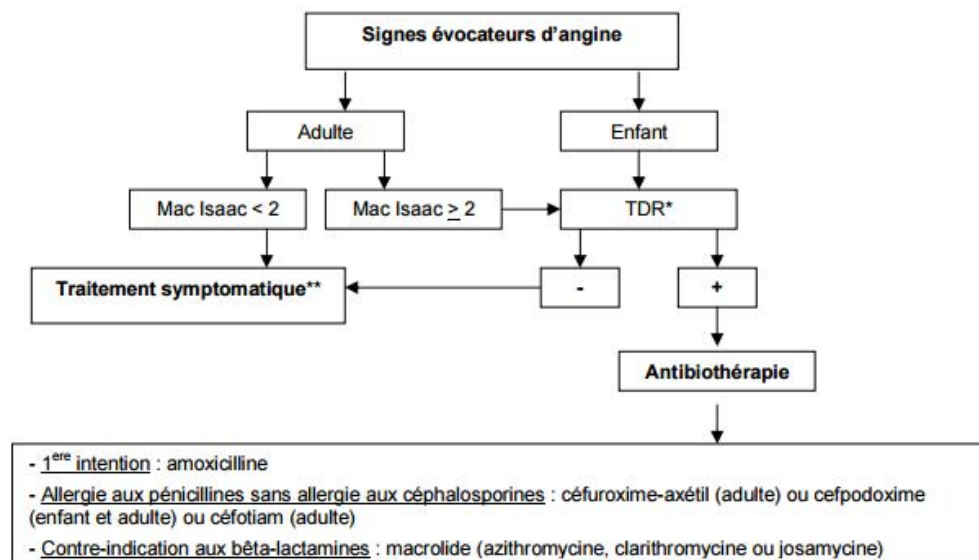 Signes évocateurs d'angine
Adulte
Enfant
Mac Isaac < 2
Mac Isaac ≥ 2
TDR*
Traitement symptomatique**
-
+
Antibiothérapie
- 1ere intention : amoxicilline
- Allergie aux pénicillines sans allergie aux céphalosporines : céfuroxime-axétil (adulte) ou cefpodoxime
(enfant et adulte) ou céfotiam (adulte)
- Contre-indication aux bêta-lactamines : macrolide (azithromycine, clarithromycine ou josamycine)